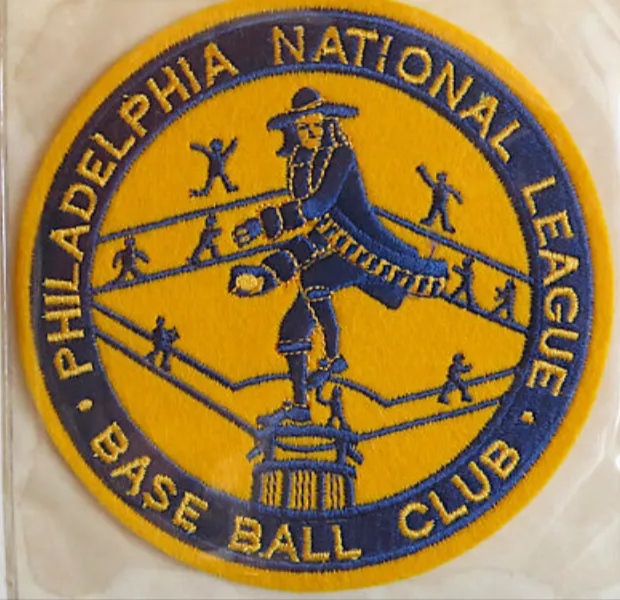 · PHILADELPHIA NATIONAL LEAGUE ·
BASE BALL CLUB